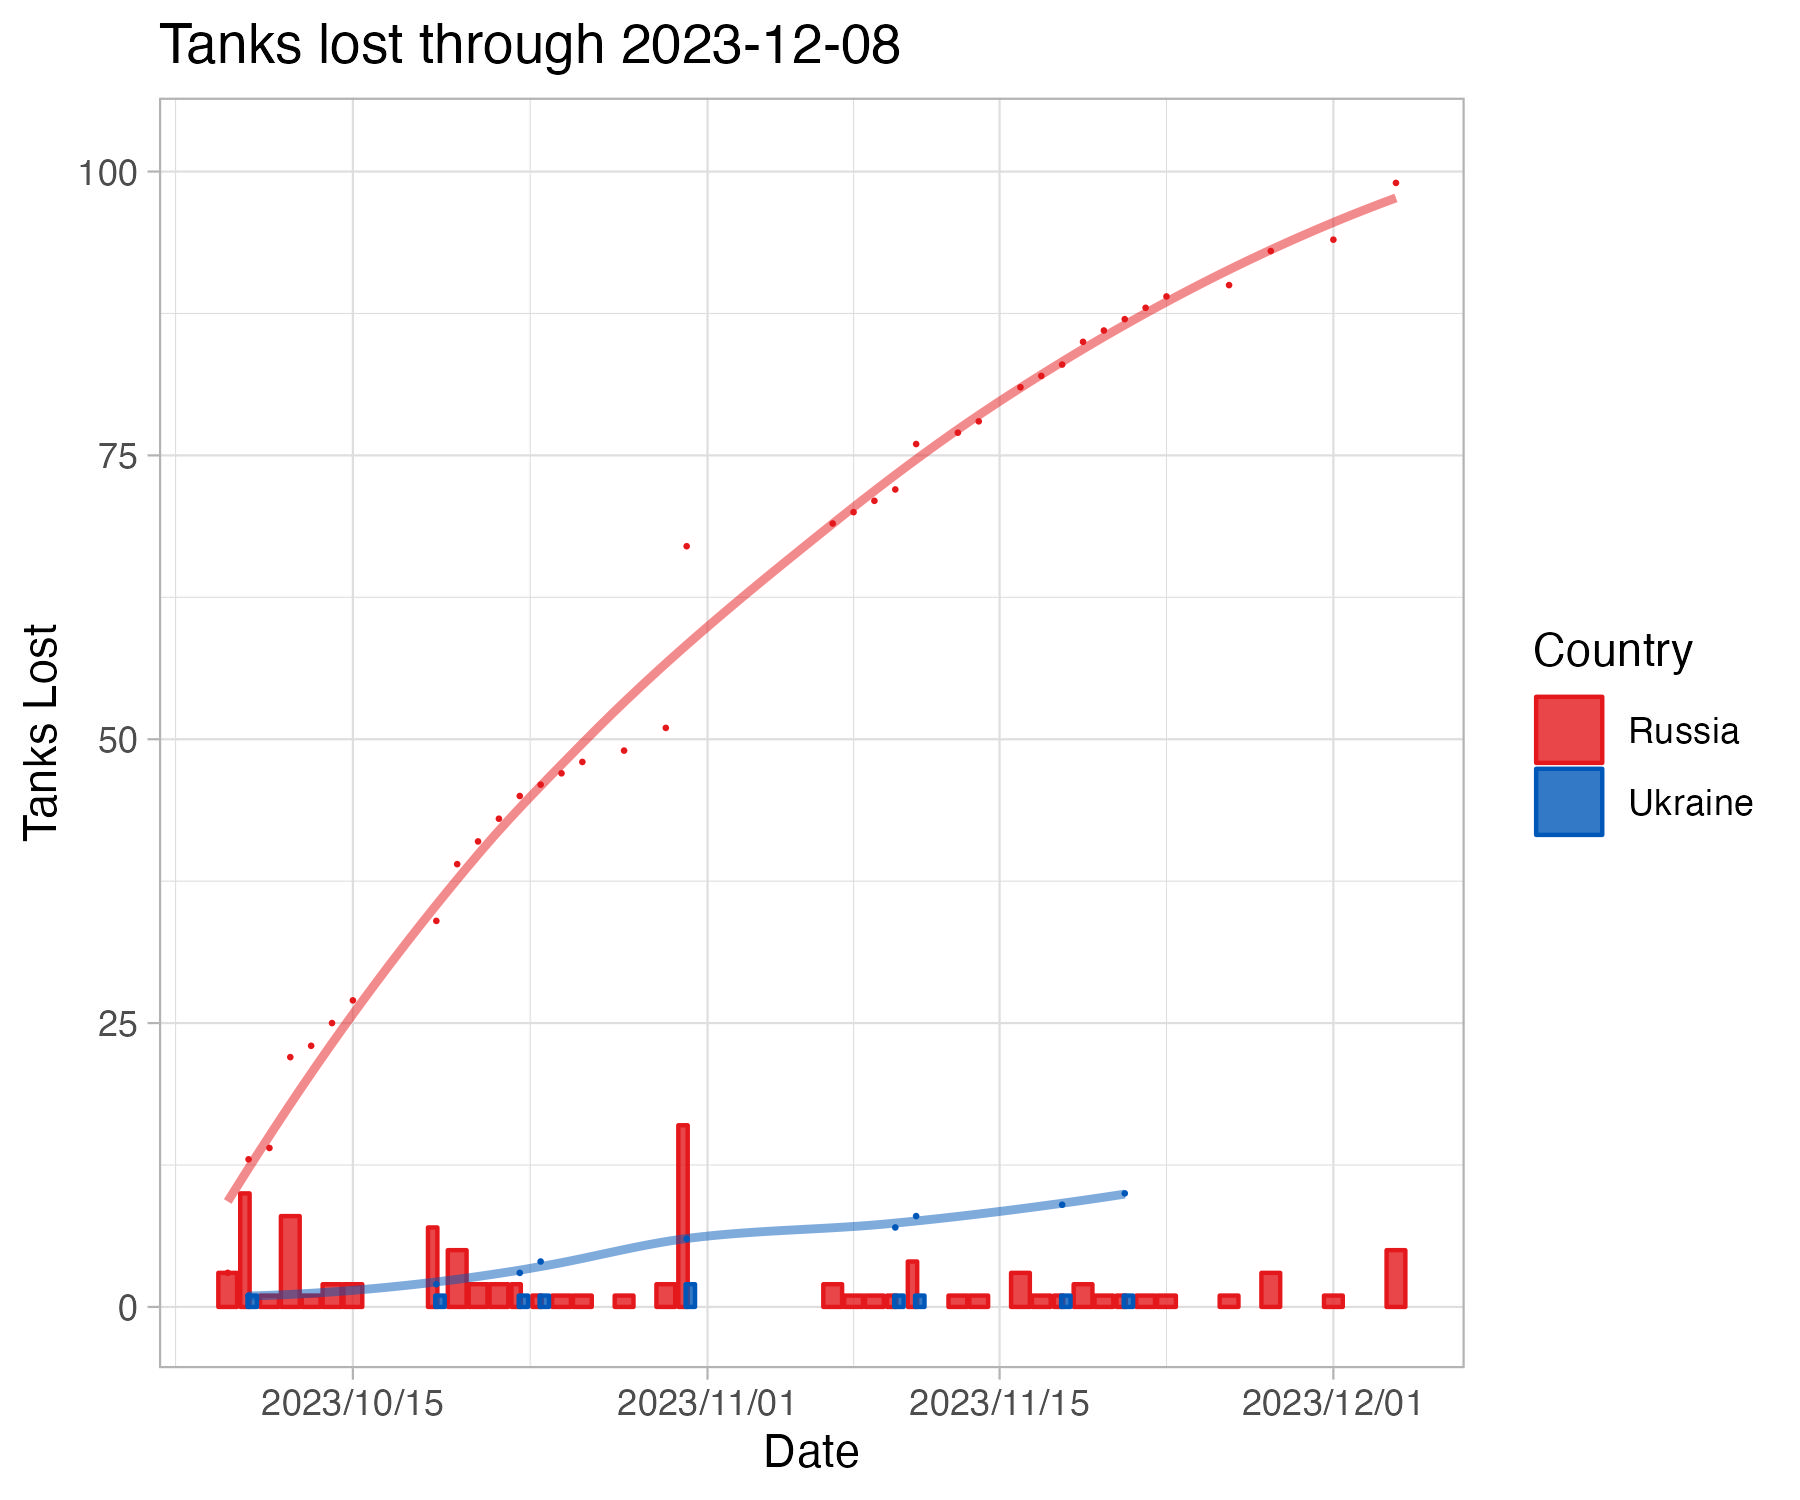 Tanks lost through 2023-12-08
100
75
50
25
0
Tanks Lost
2023/10/15
2023/11/01
2023/11/15
2023/12/01
Date
Country
Russia
Ukraine